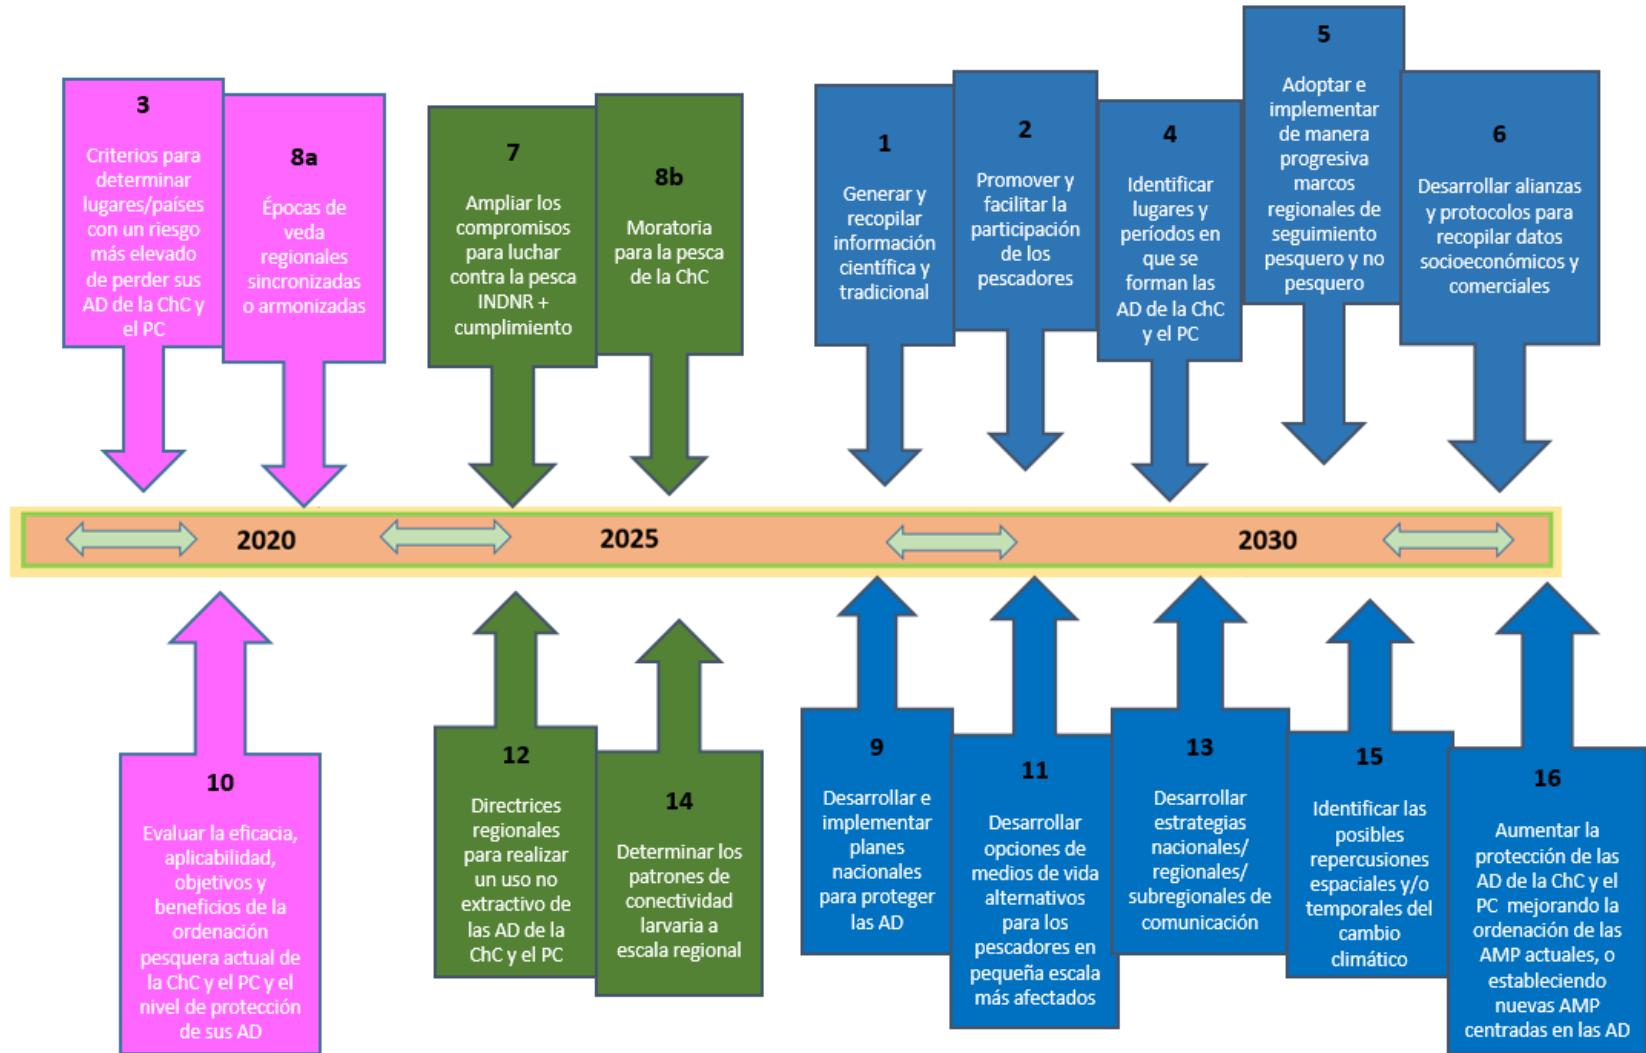 3
Criterios para
determinar
lugares/países
con un riesgo
más elevado
de perder sus
AD de la ChC y
el PC
8a
Épocas de
veda
regionales
sincronizadas
o armonizadas
7
Ampliar los
compromisos
para luchar
contra la pesca
INDNR +
cumplimiento
8b
Moratoria
para la pesca
de la ChC
1
Generar y
recopilar
información
científica y
tradicional
2
Promover y
facilitar la
participación
de los
pescadores
4
Identificar
lugares y
períodos en
que se
forman las
AD de la ChC
y el PC
5
Adoptar e
implementar
de manera
progresiva
marcos
regionales de
seguimiento
pesquero y no
pesquero
6
Desarrollar alianzas
y protocolos para
recopilar datos
socioeconómicos y
comerciales
2020
2025
2030
10
Evaluar la eficacia,
aplicabilidad,
objetivos y
beneficios de la
ordenación
pesquera actual de
la ChC y el PC y el
nivel de protección
de sus AD
12
Directrices
regionales
para realizar
un uso no
extractivo de
las AD de la
ChC y el PC
14
Determinar los
patrones de
conectividad
larvaria a
escala regional
9
Desarrollar e
implementar
planes
nacionales
para proteger
las AD
11
Desarrollar
opciones de
medios de vida
alternativos
para los
pescadores en
pequeña escala
más afectados
13
Desarrollar
estrategias
nacionales/
regionales/
subregionales de
comunicación
15
Identificar las
posibles
repercusiones
espaciales y/o
temporales del
cambio
climático
16
Aumentar la
protección de las
AD de la ChC y el
PC mejorando la
ordenación de las
AMP actuales, o
estableciendo
nuevas AMP
centradas en las AD